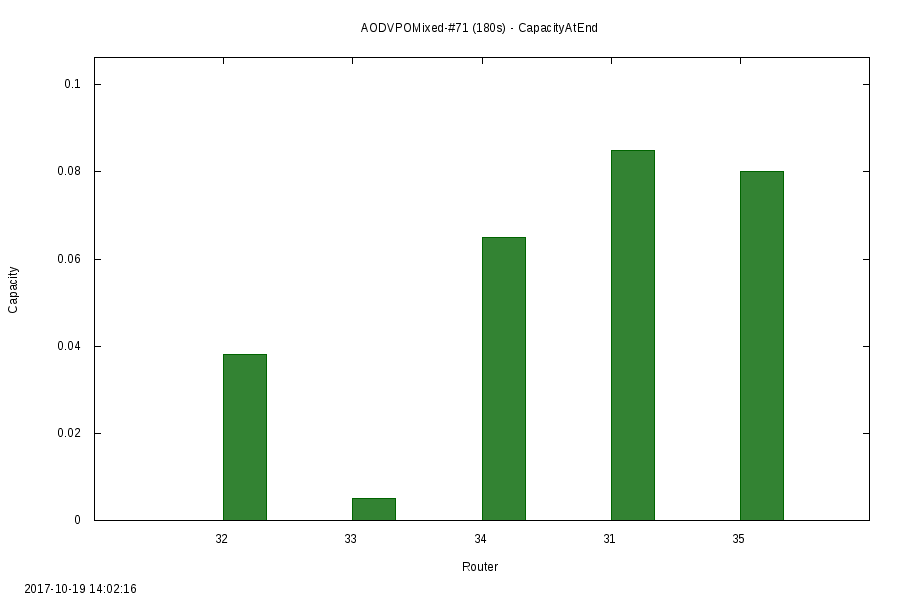 AODVPOMixed-#71 (180s) - CapacityAtEnd
0.1
0.08
0.06
0.04
0.02
0
Capacity
32 33 34 31 35
Router
2017-10-19 14:02:16